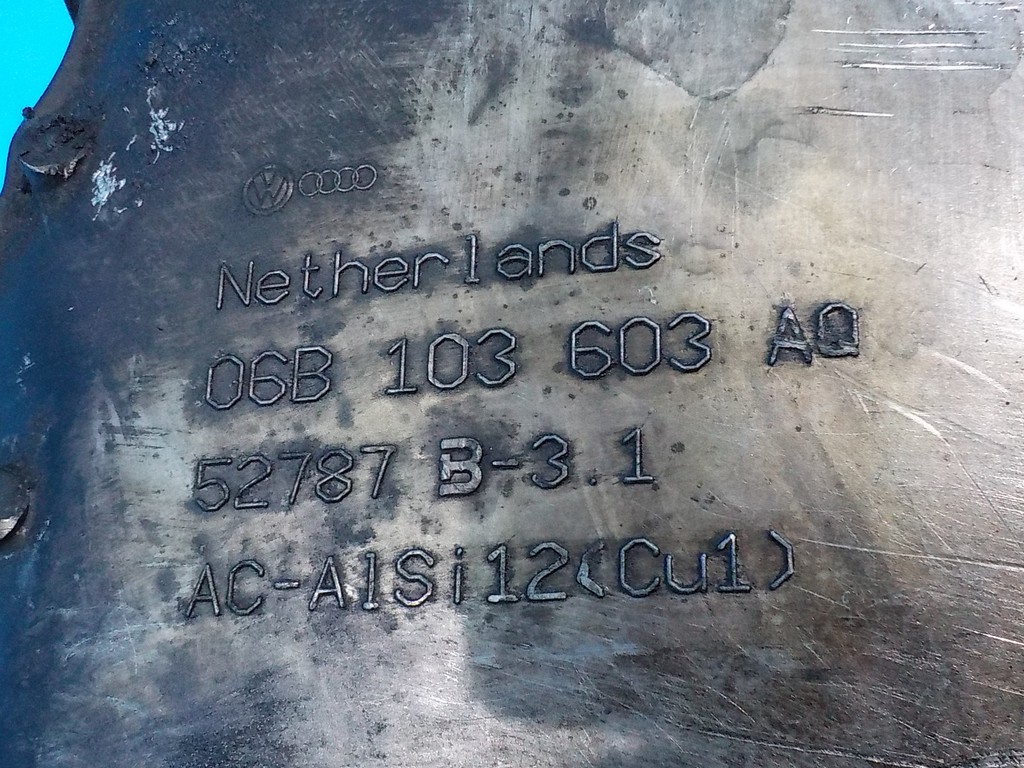 Netherlands
06B 103 603 AQ
52787 B-3.1
AC-AlSi12(Cu1)